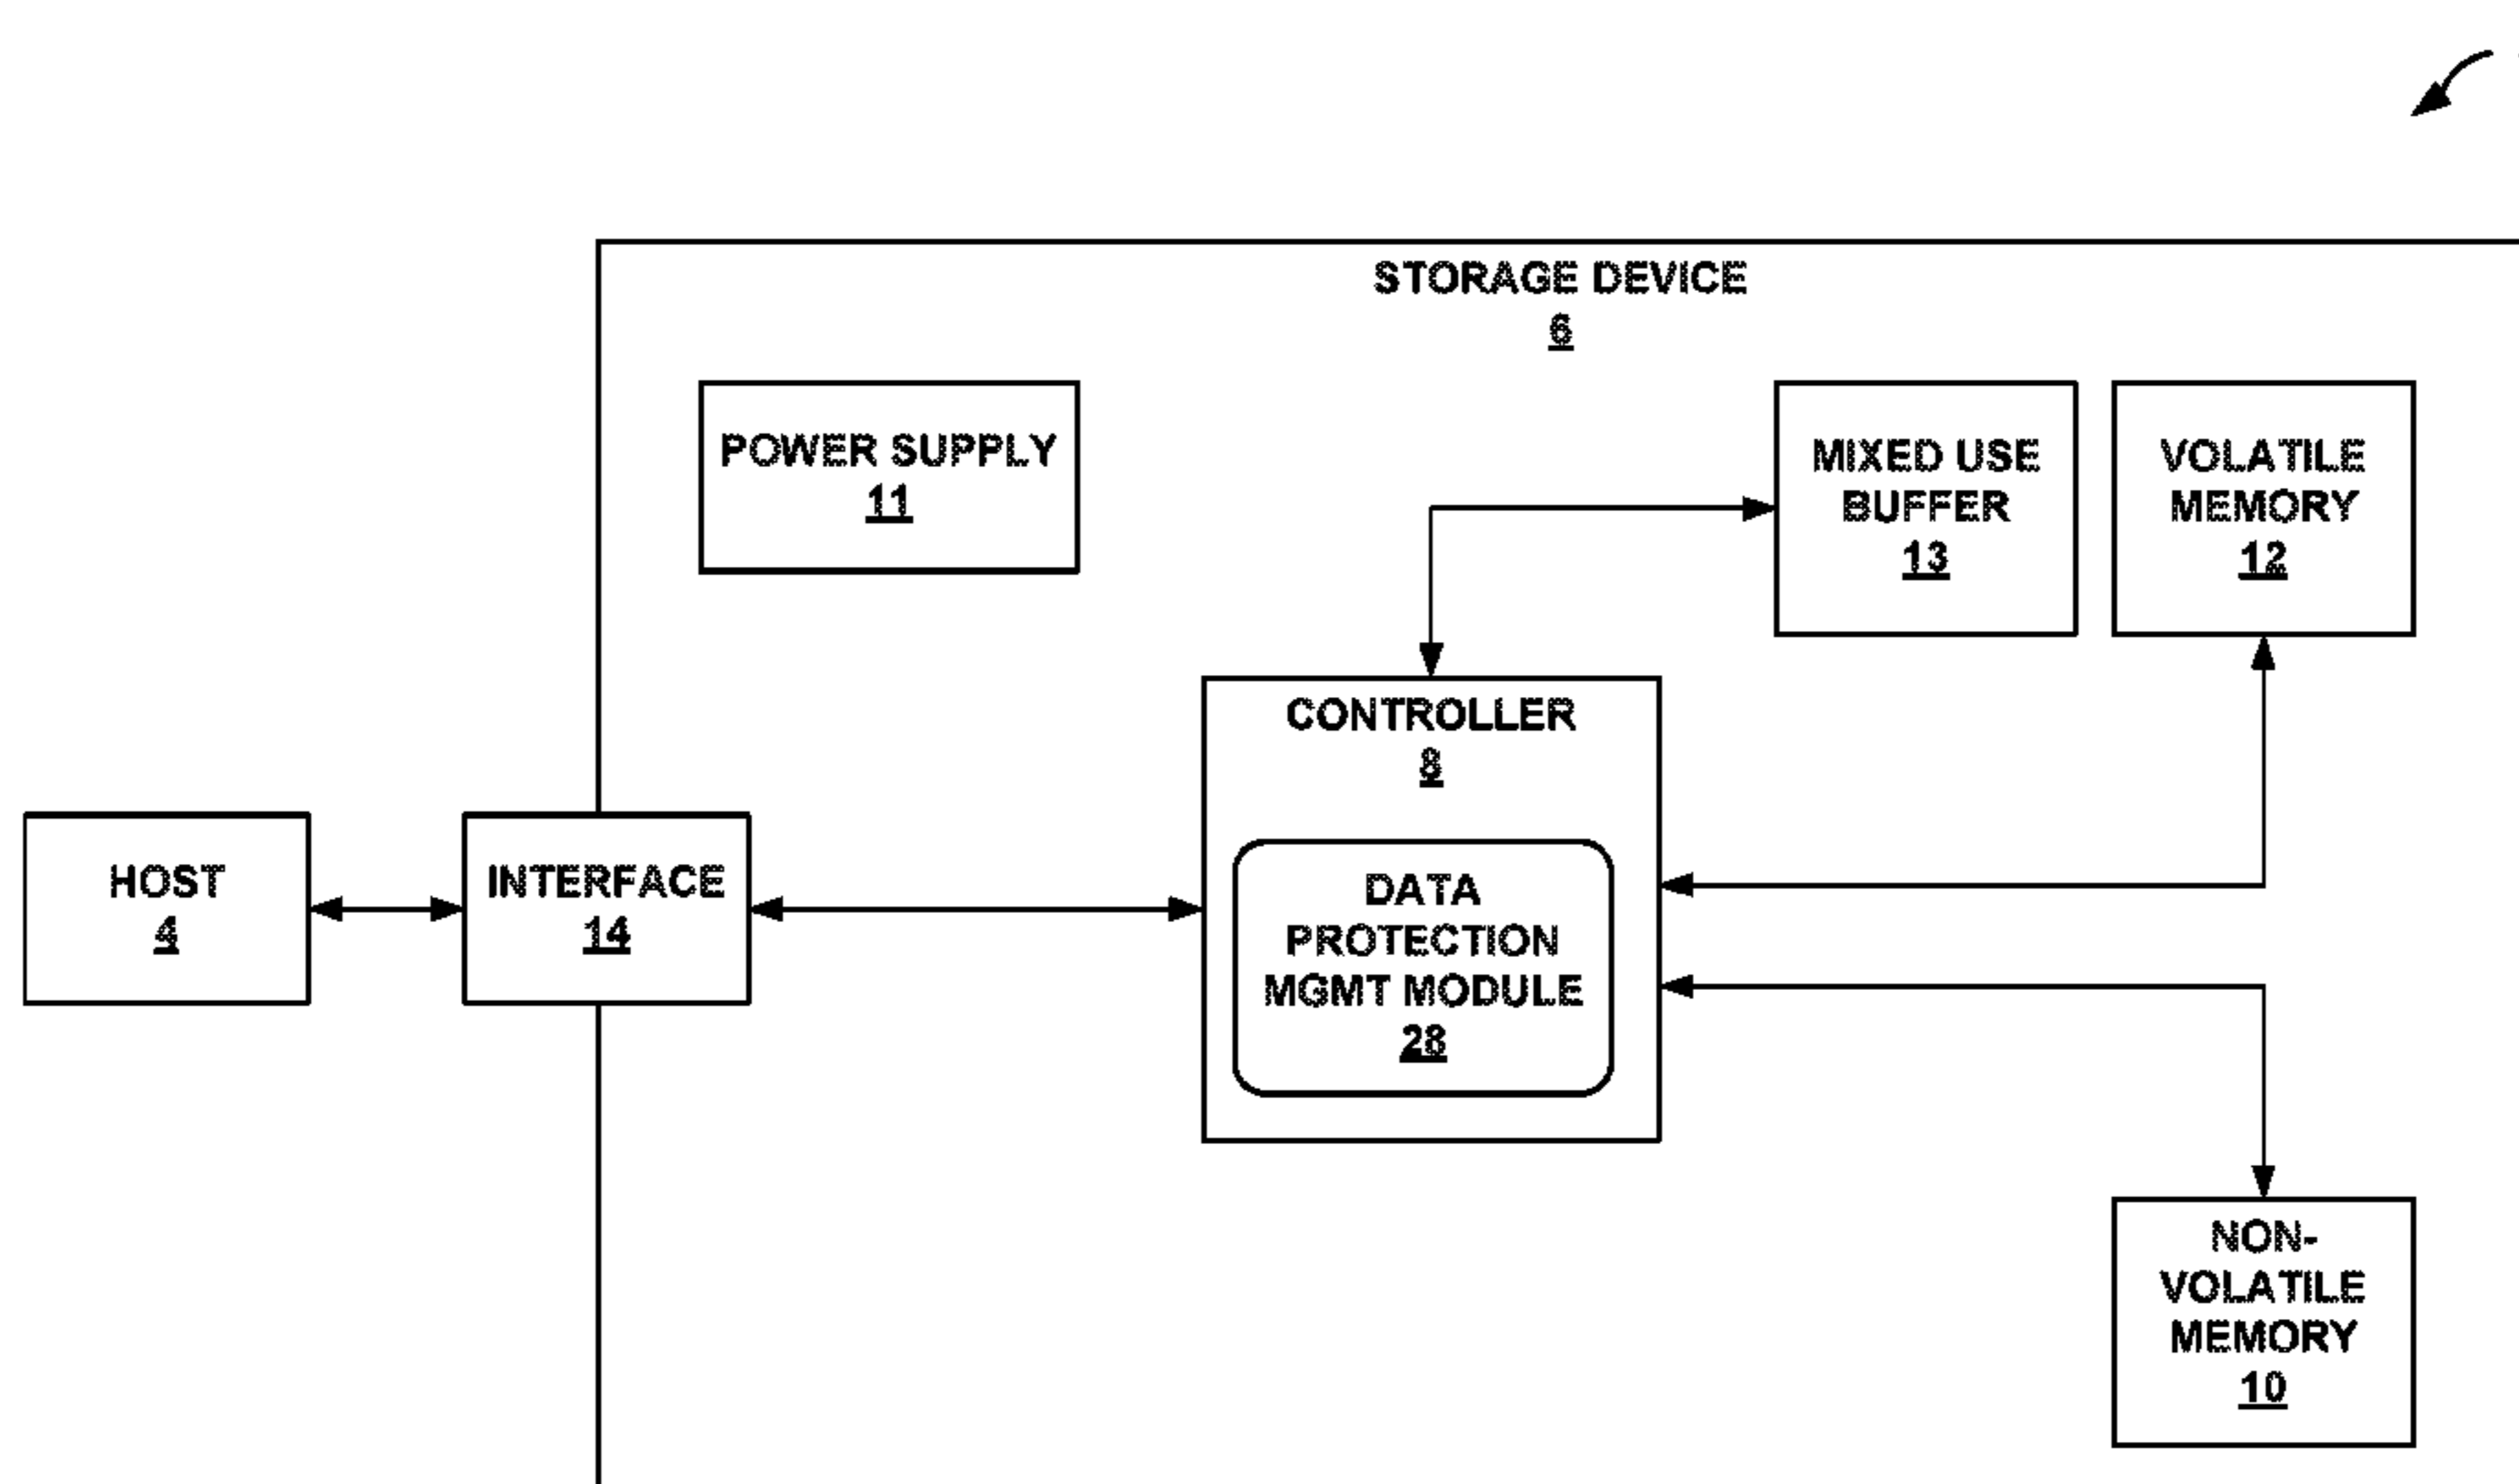 STORAGE DEVICE
6
POWER SUPPLY
11
MIXED USE
BUFFER
13
VOLATILE
MEMORY
12
CONTROLLER
8
HOST
4
INTERFACE
14
DATA
PROTECTION
MGMT MODULE
28
NON-
VOLATILE
MEMORY
10